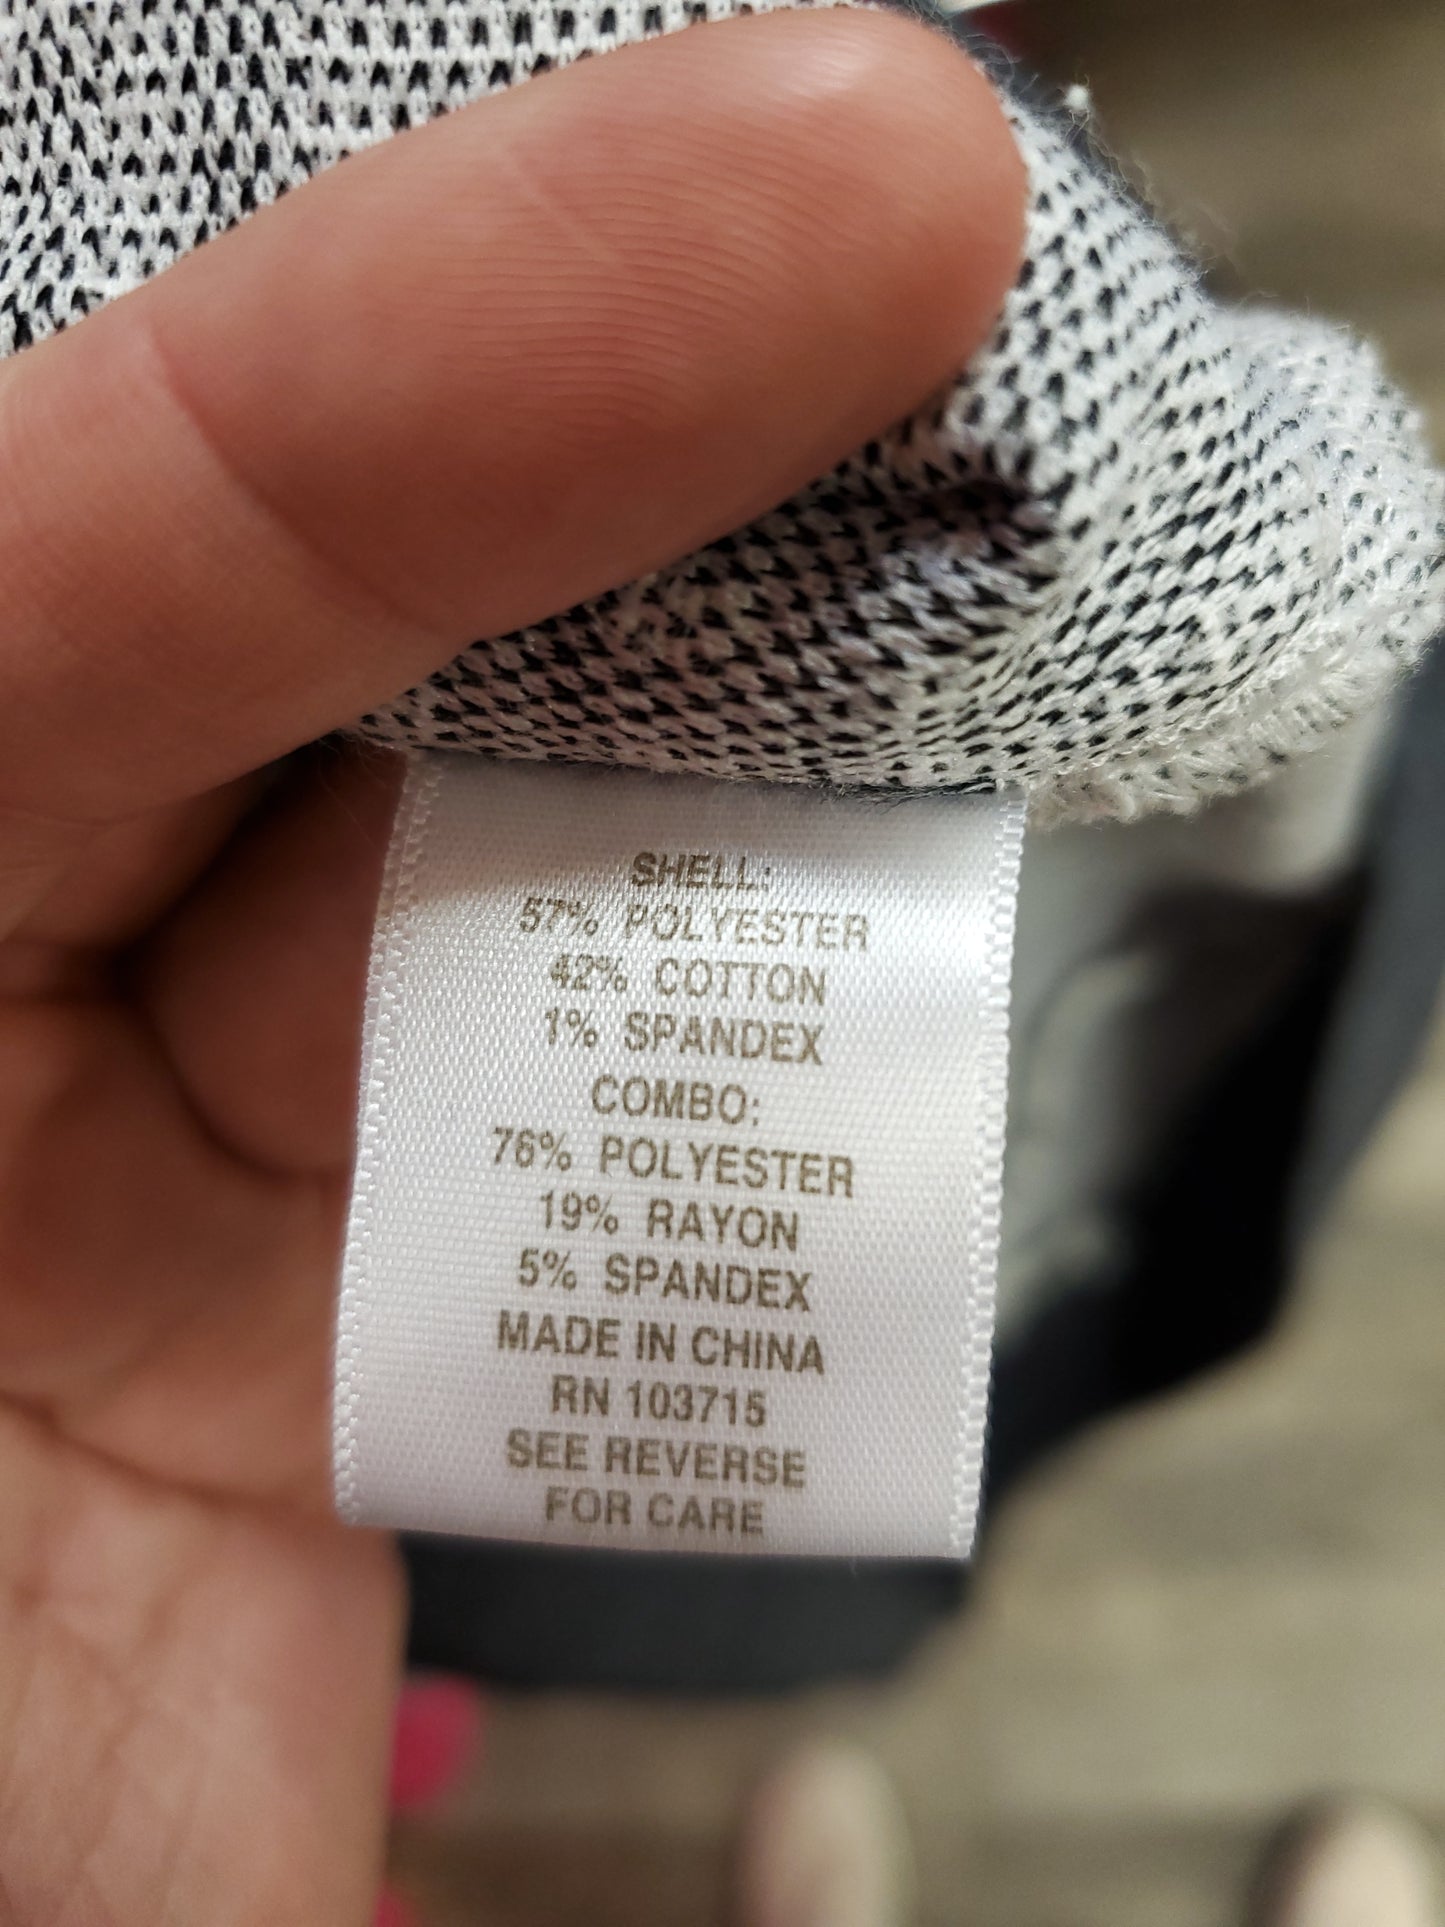 SHELL:
57% POLYESTER
42% COTTON
1% SPANDEX
COMBO:
76% POLYESTER
19% RAYON
5% SPANDEX
MADE IN CHINA
RN 103715
SEE REVERSE
FOR CARE